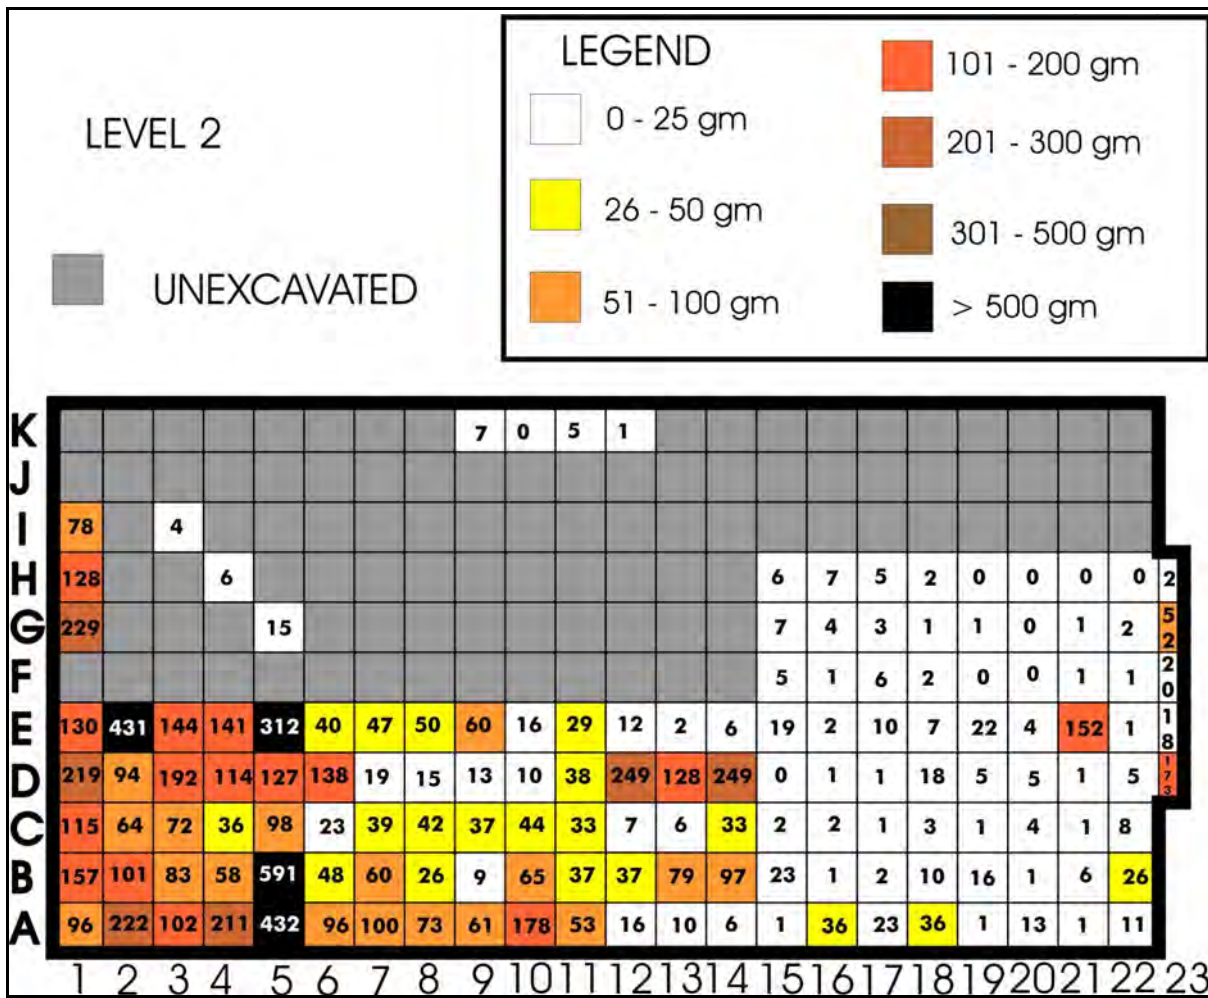 LEVEL 2
UNEXCAVATED
LEGEND
0 - 25 gm
26 - 50 gm
51 - 100 gm
101 - 200 gm
201 - 300 gm
301 - 500 gm
> 500 gm
K 7 0 5 1
J
I 78 4
H 128 6 6 7 5 2 0 0 0 0 2
G 229 15 7 4 3 1 1 0 1 2 52
F 5 1 6 2 0 0 1 1 20
E 130 431 144 141 312 40 47 50 60 16 29 12 2 6 19 2 10 7 22 4 152 1 18
D 219 94 192 114 127 138 19 15 13 10 38 249 128 249 0 1 1 18 5 5 1 5 173
C 115 64 72 36 98 23 39 42 37 44 33 7 6 33 2 2 1 3 1 4 1 8
B 157 101 83 58 591 48 60 26 9 65 37 37 79 97 23 1 2 10 16 1 6 26
A 96 222 102 211 432 96 100 73 61 178 53 16 10 6 1 36 23 36 1 13 1 11
1 2 3 4 5 6 7 8 9 10 11 12 13 14 15 16 17 18 19 20 21 22 23